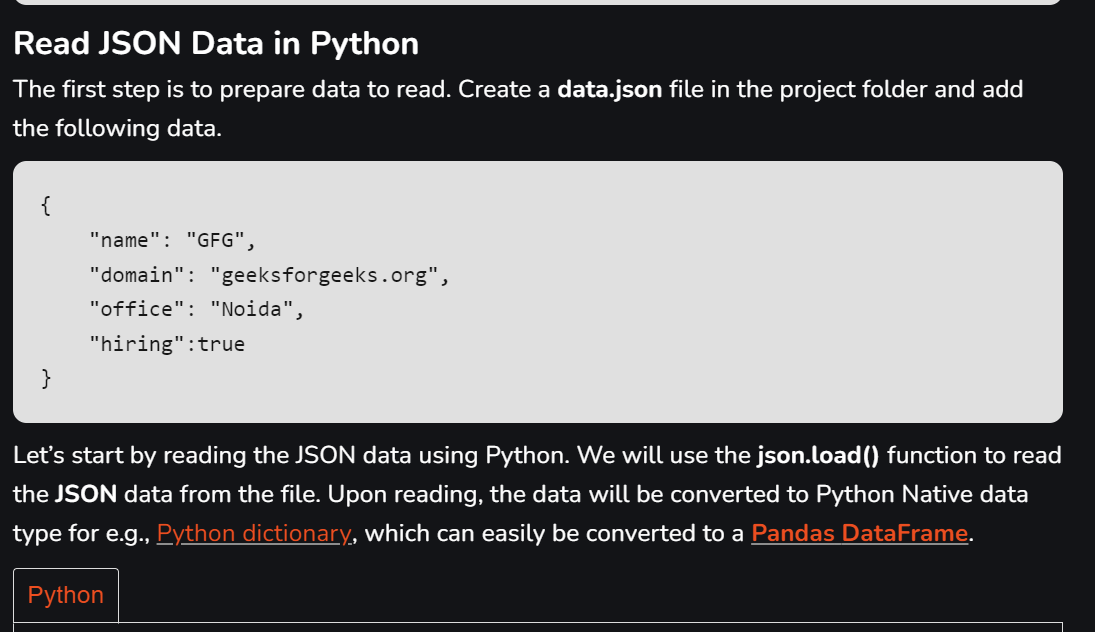 Read JSON Data in Python
The first step is to prepare data to read. Create a data.json file in the project folder and add
the following data.
{
    "name": "GFG",
    "domain": "geeksforgeeks.org",
    "office": "Noida",
    "hiring":true
}
Let’s start by reading the JSON data using Python. We will use the json.load() function to read
the JSON data from the file. Upon reading, the data will be converted to Python Native data
type for e.g., Python dictionary, which can easily be converted to a Pandas DataFrame.
Python